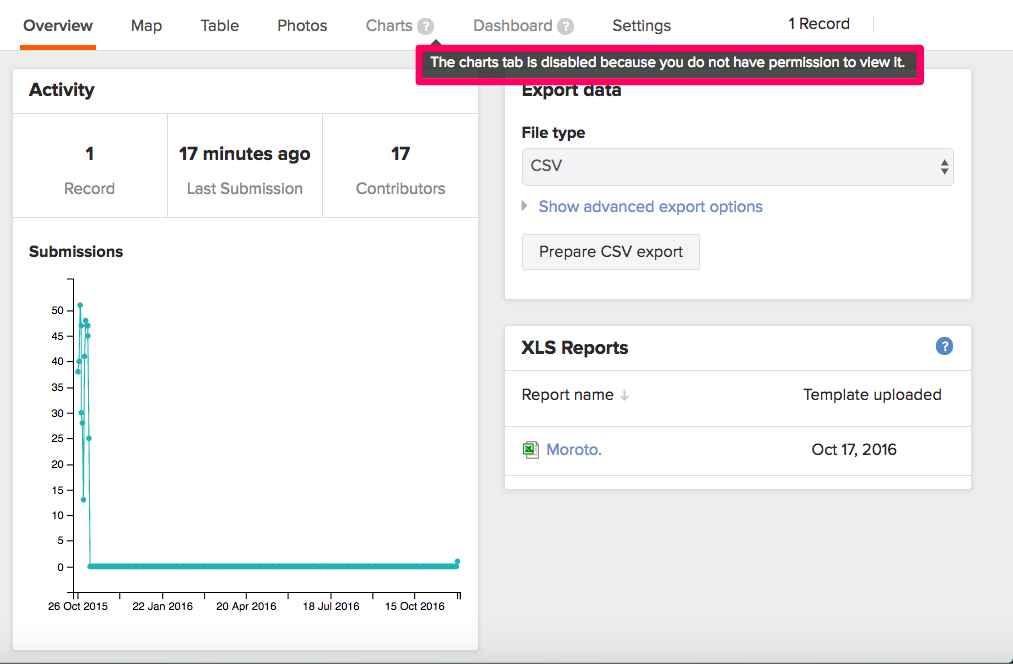 Overview Map Table Photos Charts ? Dashboard ? Settings 1 Record
The charts tab is disabled because you do not have permission to view it.
Activity
1 17 minutes ago 17
Record Last Submission Contributors
Submissions
50
45
40
35
30
25
20
15
10
5
0
26 Oct 2015 22 Jan 2016 20 Apr 2016 18 Jul 2016 15 Oct 2016
Export data
File type
CSV
Show advanced export options
Prepare CSV export
XLS Reports ?
Report name Template uploaded
Moroto. Oct 17, 2016